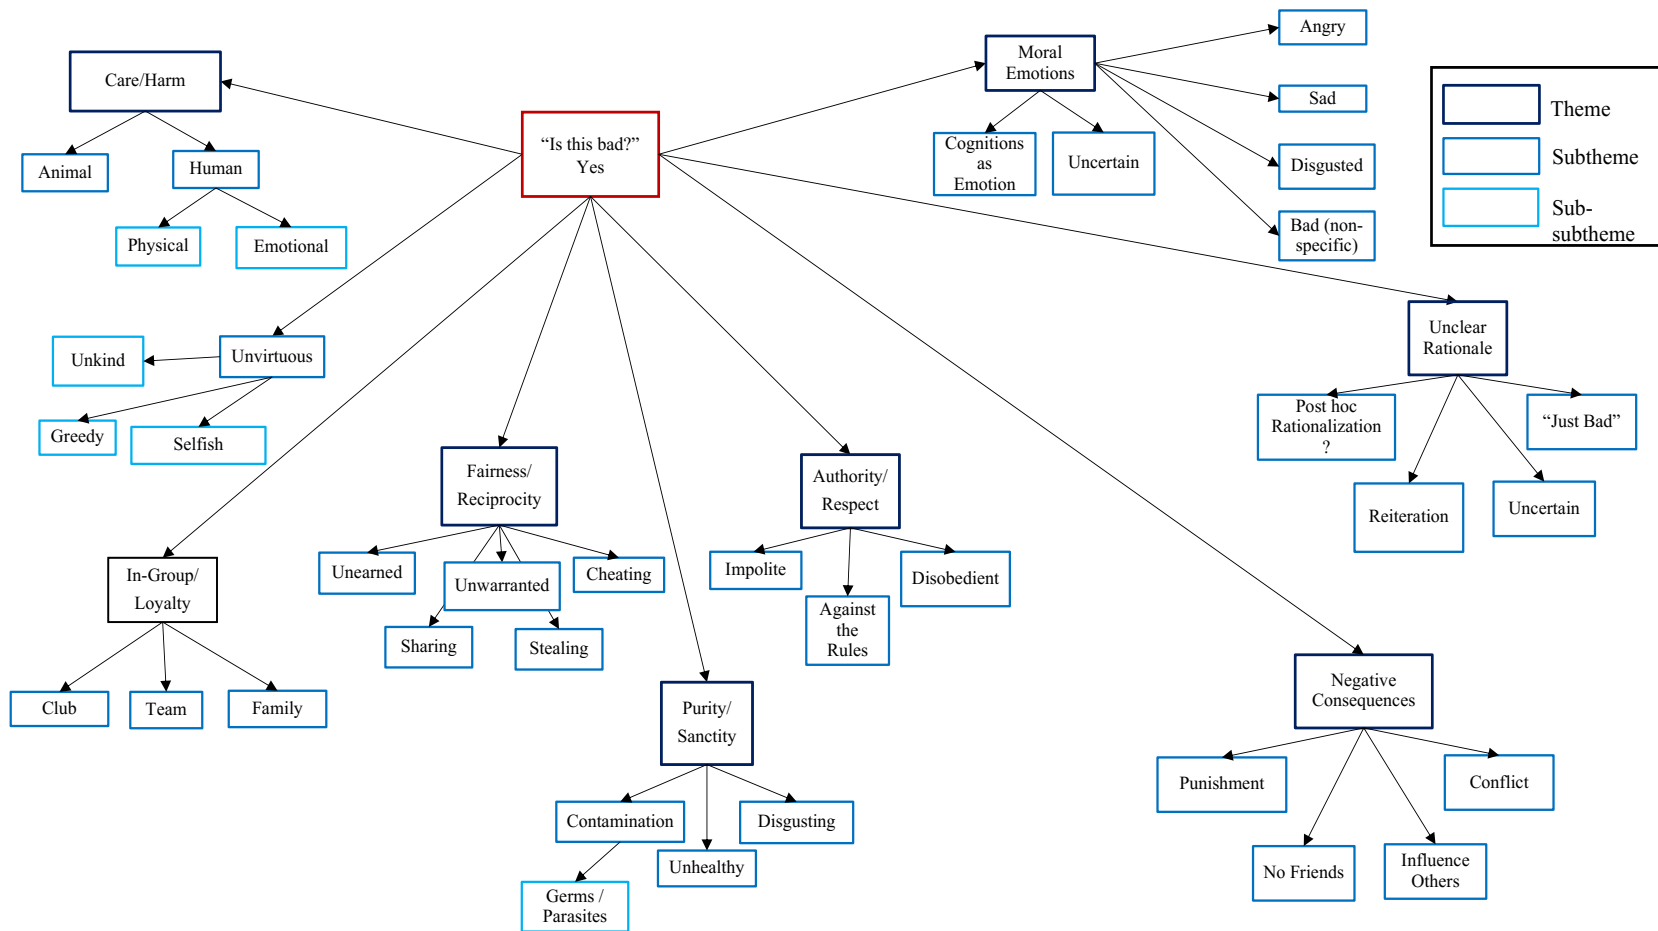 Care/Harm
Animal
Human
Physical
Emotional
“Is this bad?”
Yes
Moral
Emotions
Cognitions
as
Emotion
Uncertain
Angry
Sad
Disgusted
Bad (non-
specific)
Theme
Subtheme
Sub-
subtheme
Unkind
Unvirtuous
Greedy
Selfish
Unclear
Rationale
Post hoc
Rationalization
?
“Just Bad”
Reiteration
Uncertain
In-Group/
Loyalty
Club
Team
Family
Fairness/
Reciprocity
Unearned
Unwarranted
Cheating
Sharing
Stealing
Authority/
Respect
Impolite
Against
the
Rules
Disobedient
Purity/
Sanctity
Contamination
Disgusting
Unhealthy
Germs /
Parasites
Negative
Consequences
Punishment
Conflict
No Friends
Influence
Others